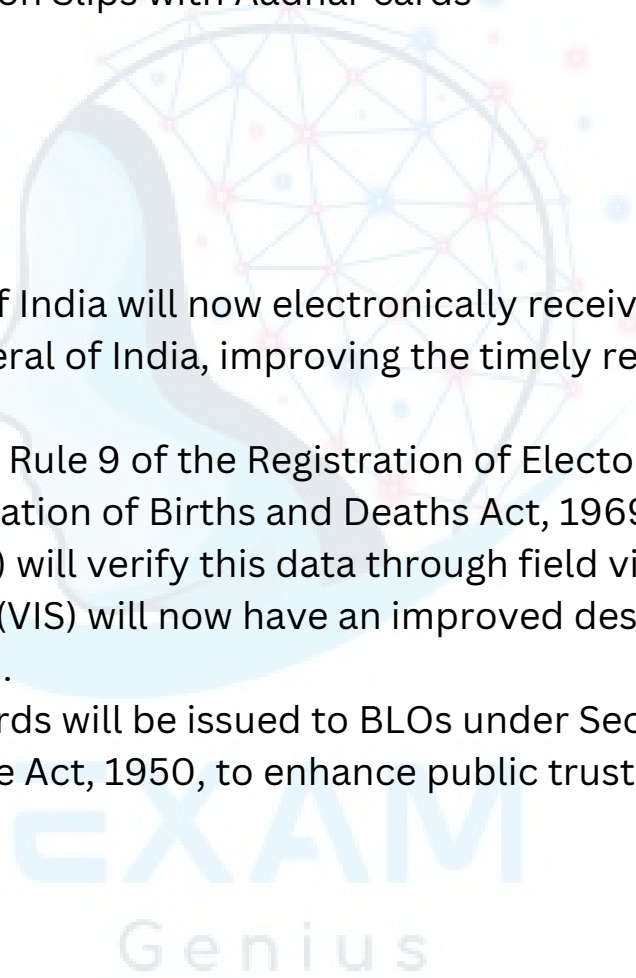 on Slips with Aadhar cards
f India will now electronically receiv
eral of India, improving the timely re
Rule 9 of the Registration of Electo
ation of Births and Deaths Act, 1969
) will verify this data through field vi
(VIS) will now have an improved des
.
rds will be issued to BLOs under Sec
e Act, 1950, to enhance public trust
EXAM
Genius